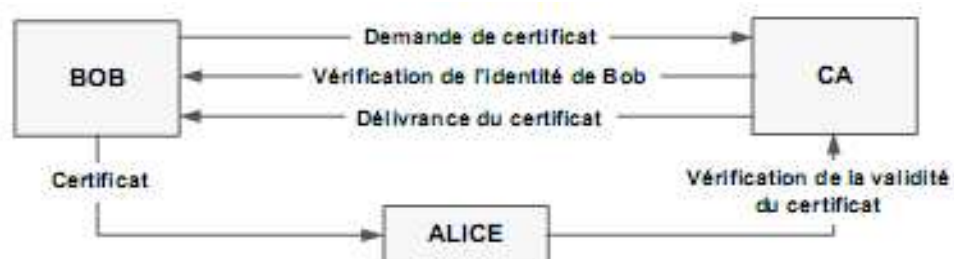 Demande de certificat
BOB
Vérification de l'identité de Bob
CA
Délivrance du certificat
Certificat
Vérification de la validité
du certificat
ALICE